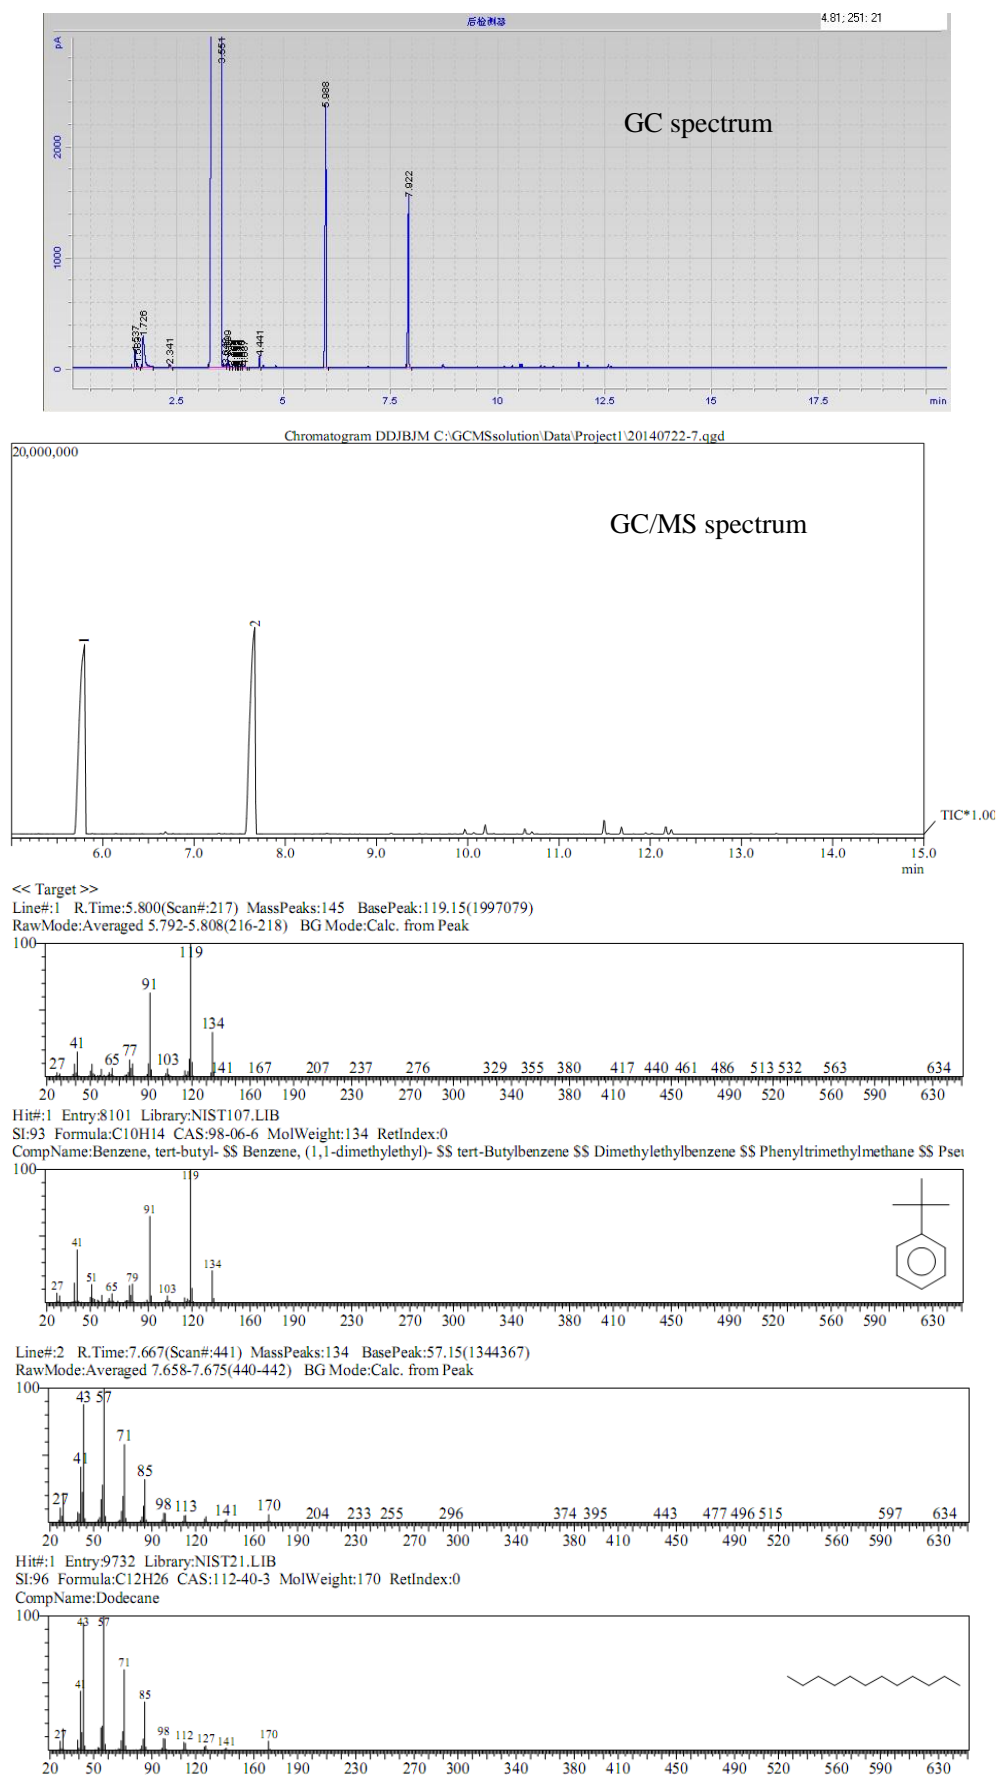 后检测器
4.81; 251: 21
pA
3.551
5.988
GC spectrum
2000
7.922
1000
1.537
1.726
2.341
4.441
0
2.5 5 7.5 10 12.5 15 17.5 min
Chromatogram DDJBJM C:\GCMSsolution\Data\Project1\20140722-7.qgd
20,000,000
GC/MS spectrum
1
2
TIC*1.00
6.0 7.0 8.0 9.0 10.0 11.0 12.0 13.0 14.0 15.0
min
<< Target >>
Line#:1 R.Time:5.800(Scan#:217) MassPeaks:145 BasePeak:119.15(1997079)
RawMode:Averaged 5.792-5.808(216-218) BG Mode:Calc. from Peak
100
119
91
134
41
77
27 65 103 141 167 207 237 276 329 355 380 417 440 461 486 513 532 563 634
20 50 90 120 160 190 230 270 300 340 380 410 450 490 520 560 590 630
Hit#:1 Entry:8101 Library:NIST107.LIB
SI:93 Formula:C10H14 CAS:98-06-6 MolWeight:134 RetIndex:0
CompName:Benzene, tert-butyl- $$ Benzene, (1,1-dimethylethyl)- $$ tert-Butylbenzene $$ Dimethylethylbenzene $$ Phenyltrimethylmethane $$ Pseu
100
119
91
41
134
27 51 65 79 103
20 50 90 120 160 190 230 270 300 340 380 410 450 490 520 560 590 630
Line#:2 R.Time:7.667(Scan#:441) MassPeaks:134 BasePeak:57.15(1344367)
RawMode:Averaged 7.658-7.675(440-442) BG Mode:Calc. from Peak
100
43 57
71
41
85
27 98 113 141 170 204 233 255 296 374 395 443 477 496 515 597 634
20 50 90 120 160 190 230 260 300 340 370 410 450 490 520 560 590 630
Hit#:1 Entry:9732 Library:NIST21.LIB
SI:96 Formula:C12H26 CAS:112-40-3 MolWeight:170 RetIndex:0
CompName:Dodecane
100
43 57
71
41
85
27 98 112 127 141 170
20 50 90 120 160 190 230 260 300 340 370 410 450 490 520 560 590 630